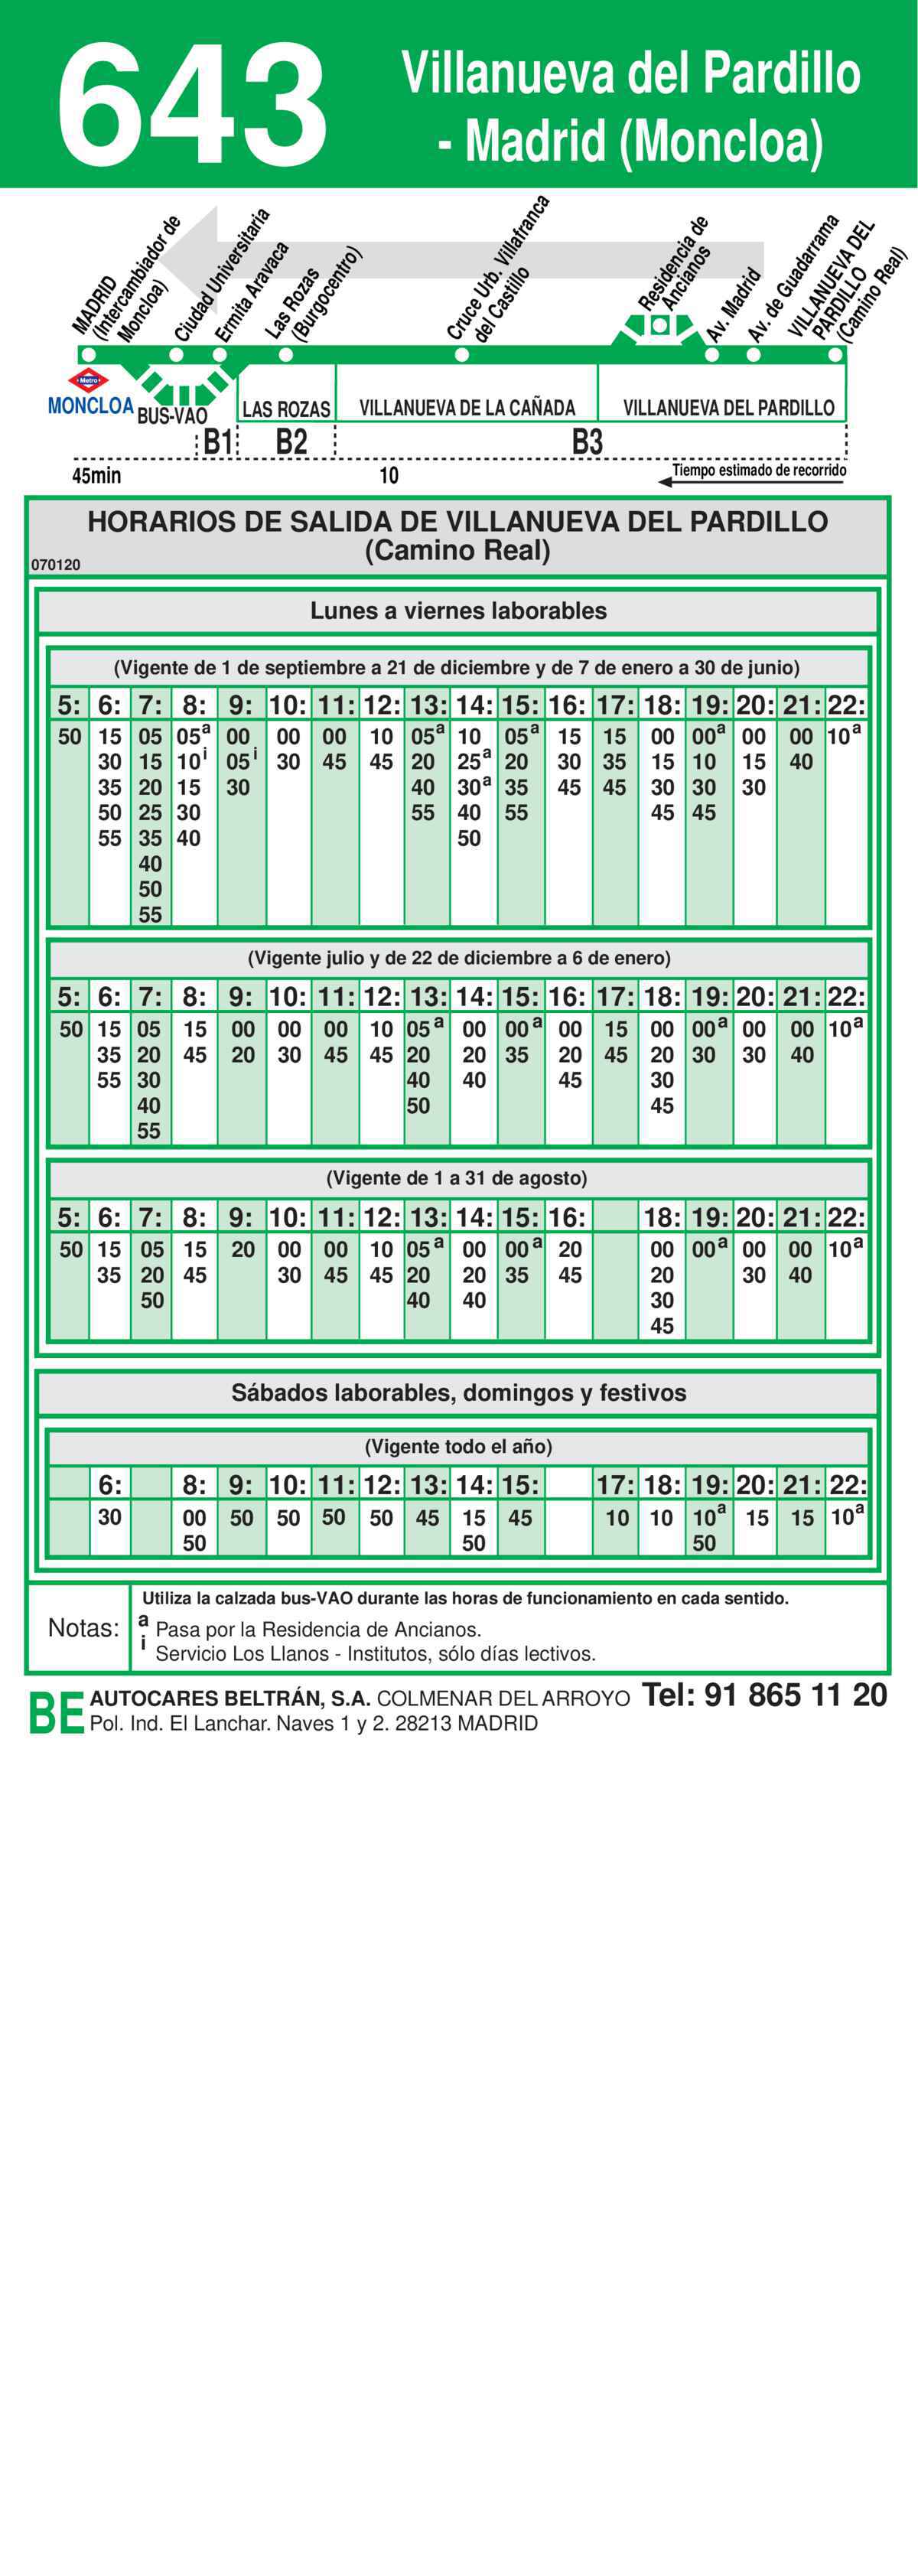 643
Villanueva del Pardillo
- Madrid (Moncloa)
MADRID
(Intercambiador de
Moncloa)
Ciudad Universitaria
Ermita Aravaca
Las Rozas
(Burgocentro)
Cruce Urb. Villafranca
del Castillo
Residencia de
Ancianos
Av. Madrid
Av. de Guadarrama
VILLANUEVA DEL
PARDILLO
(Camino Real)
Metro
MONCLOA
BUS-VAO
LAS ROZAS
VILLANUEVA DE LA CAÑADA
VILLANUEVA DEL PARDILLO
B1 B2 B3
45min 10 Tiempo estimado de recorrido
HORARIOS DE SALIDA DE VILLANUEVA DEL PARDILLO
(Camino Real)
070120
Lunes a viernes laborables
(Vigente de 1 de septiembre a 21 de diciembre y de 7 de enero a 30 de junio)
5: 6: 7: 8: 9: 10: 11: 12: 13: 14: 15: 16: 17: 18: 19: 20: 21: 22:
50 15 05 05a 00 00 00 10 05a 10 05a 15 15 00 00a 00 00 10a
30 15 10i 05i 30 45 45 20 25a 20 30 35 15 10 15 40
35 20 15 30 40 30a 35 45 45 30 30 30
50 25 30 55 40 55 45 45
55 35 40 50
40
50
55
(Vigente julio y de 22 de diciembre a 6 de enero)
5: 6: 7: 8: 9: 10: 11: 12: 13: 14: 15: 16: 17: 18: 19: 20: 21: 22:
50 15 05 15 00 00 00 10 05a 00 00a 00 15 00 00a 00 00 10a
35 20 45 20 30 45 45 20 20 35 20 45 20 30 30 40
55 30 40 40 45 30
40 50 45
55
(Vigente de 1 a 31 de agosto)
5: 6: 7: 8: 9: 10: 11: 12: 13: 14: 15: 16: 18: 19: 20: 21: 22:
50 15 05 15 20 00 00 10 05a 00 00a 20 00 00a 00 00 10a
35 20 45 30 45 45 20 20 35 45 20 30 40
50 40 40 30
45
Sábados laborables, domingos y festivos
(Vigente todo el año)
6: 8: 9: 10: 11: 12: 13: 14: 15: 17: 18: 19: 20: 21: 22:
30 00 50 50 50 50 45 15 45 10 10 10a 15 15 10a
50 50 50
Utiliza la calzada bus-VAO durante las horas de funcionamiento en cada sentido.
Notas: a Pasa por la Residencia de Ancianos.
i Servicio Los Llanos - Institutos, sólo días lectivos.
BE AUTOCARES BELTRÁN, S.A. COLMENAR DEL ARROYO Tel: 91 865 11 20
Pol. Ind. El Lanchar. Naves 1 y 2. 28213 MADRID